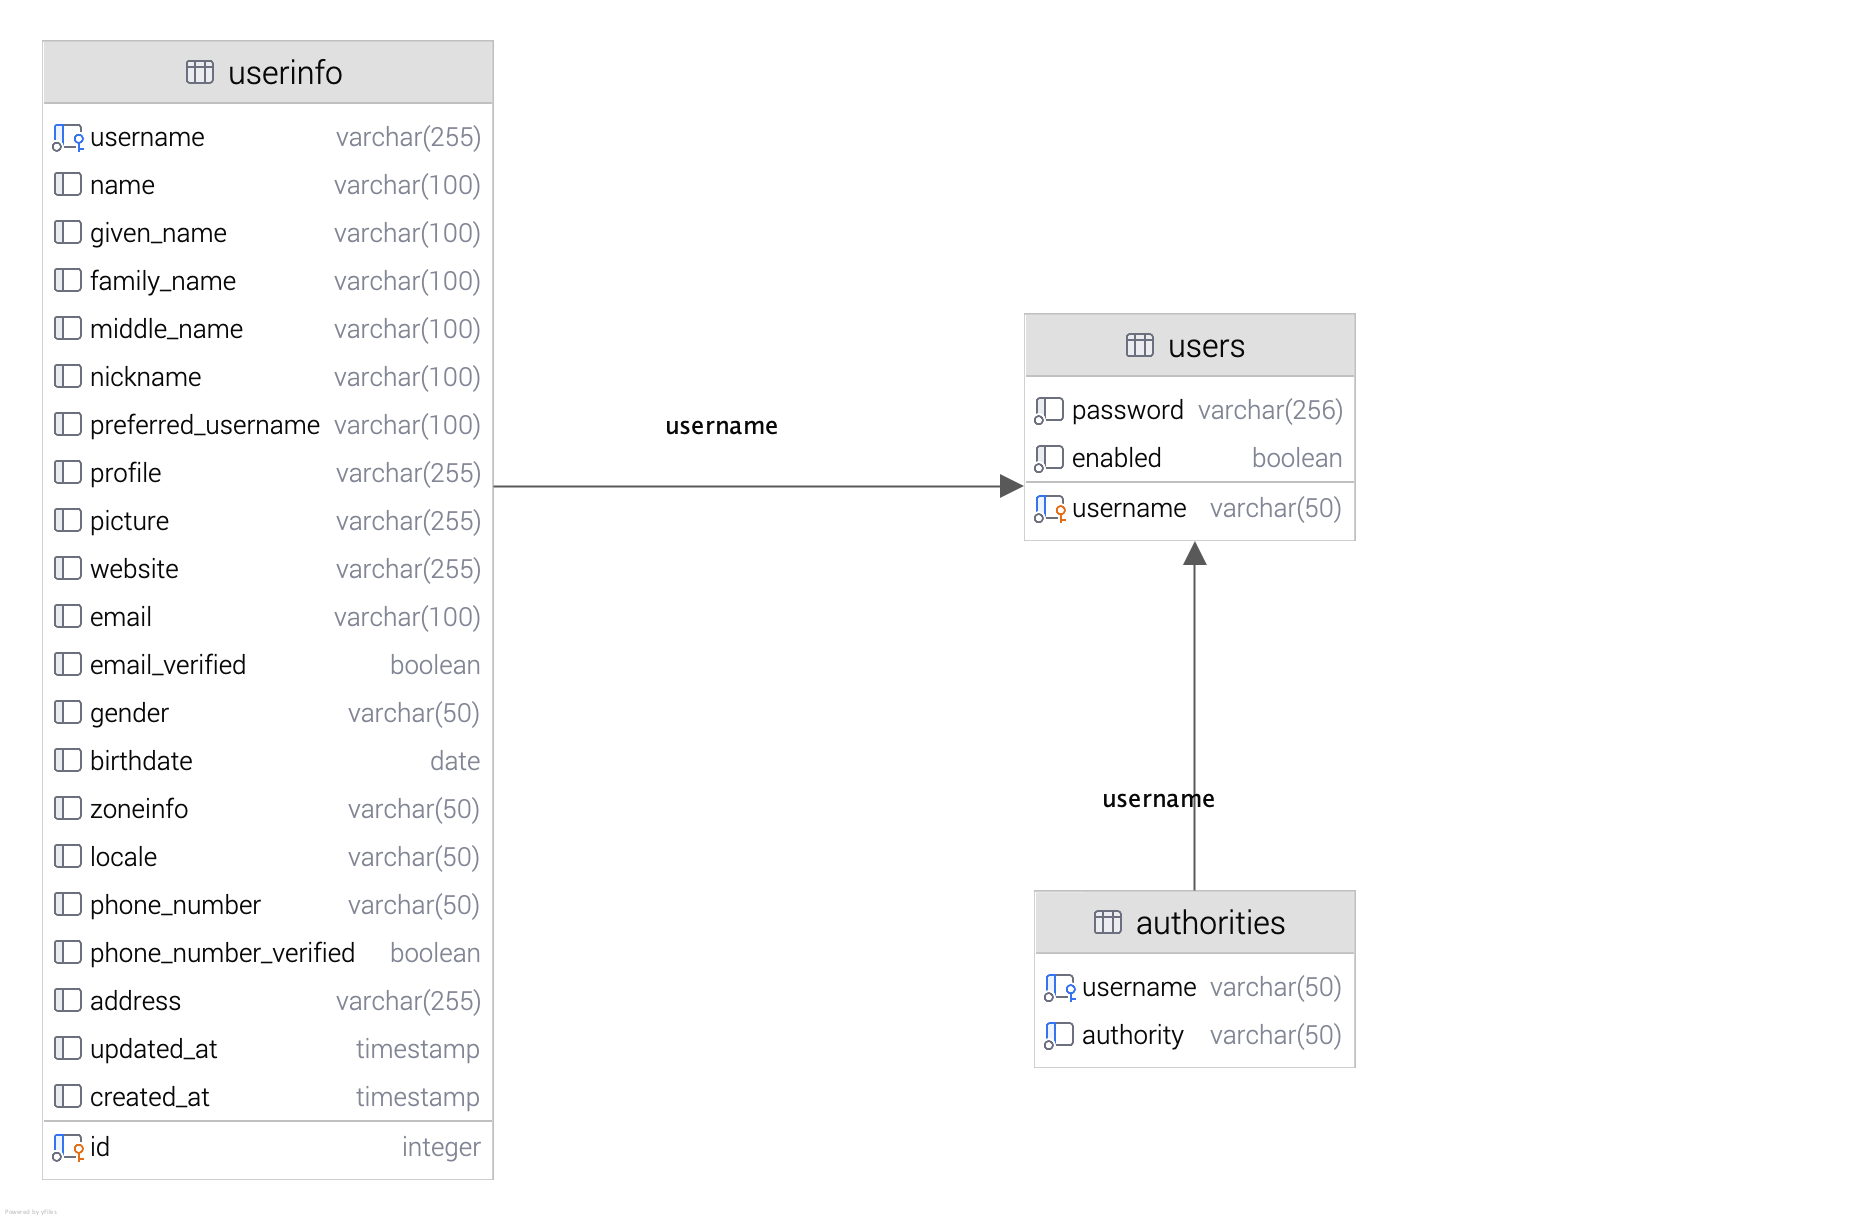 userinfo
username varchar(255)
name varchar(100)
given_name varchar(100)
family_name varchar(100)
middle_name varchar(100)
nickname varchar(100)
preferred_username varchar(100)
profile varchar(255)
picture varchar(255)
website varchar(255)
email varchar(100)
email_verified boolean
gender varchar(50)
birthdate date
zoneinfo varchar(50)
locale varchar(50)
phone_number varchar(50)
phone_number_verified boolean
address varchar(255)
updated_at timestamp
created_at timestamp
id integer
username
users
password varchar(256)
enabled boolean
username varchar(50)
username
authorities
username varchar(50)
authority varchar(50)
Powered by yFiles